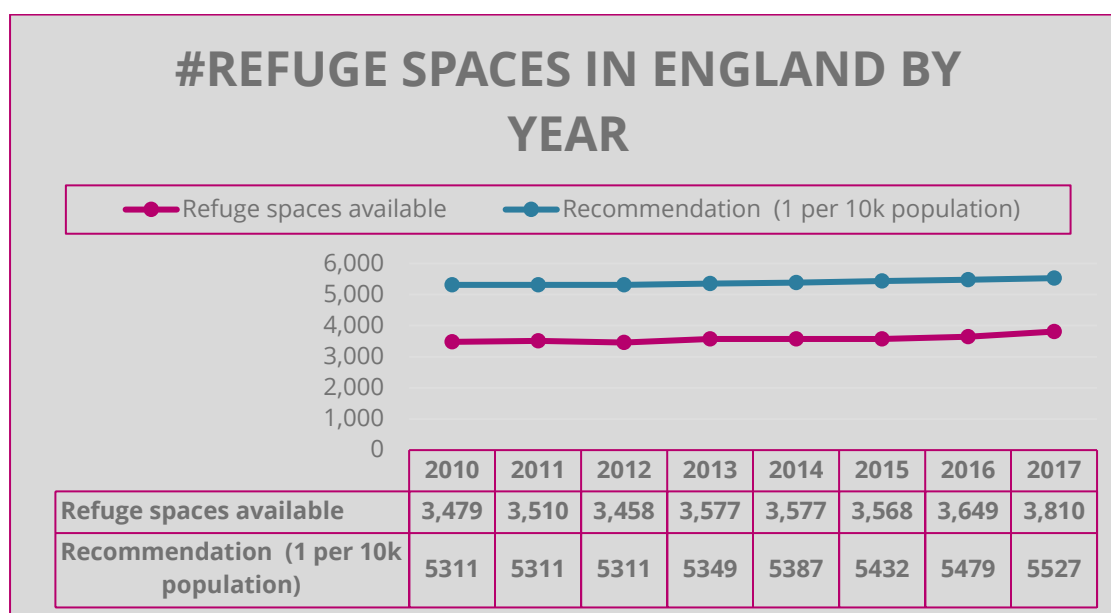 #REFUGE SPACES IN ENGLAND BY
YEAR
Refuge spaces available Recommendation (1 per 10k population)
6,000
5,000
4,000
3,000
2,000
1,000
0
2010 2011 2012 2013 2014 2015 2016 2017
Refuge spaces available 3,479 3,510 3,458 3,577 3,577 3,568 3,649 3,810
Recommendation (1 per 10k
population) 5311 5311 5311 5349 5387 5432 5479 5527